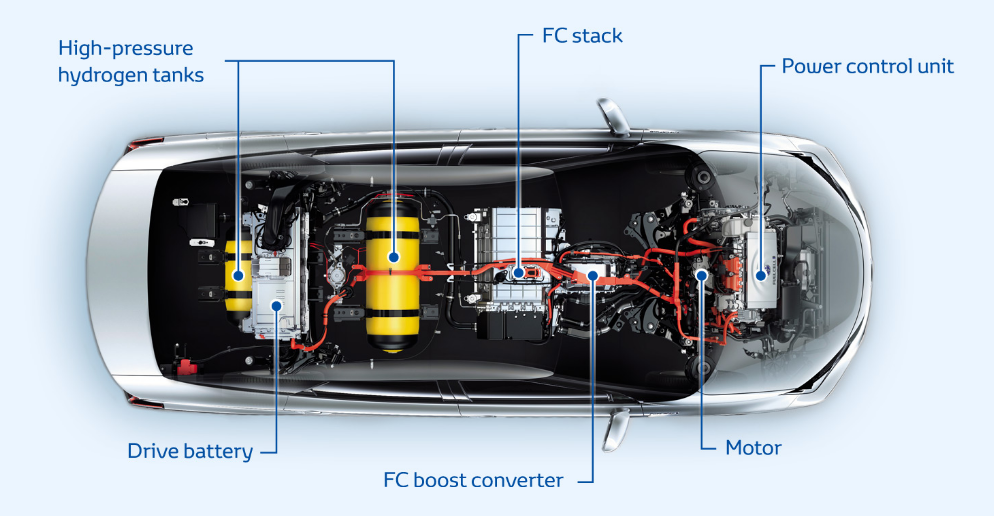 FC stack
High-pressure
hydrogen tanks
Power control unit
Drive battery
Motor
FC boost converter